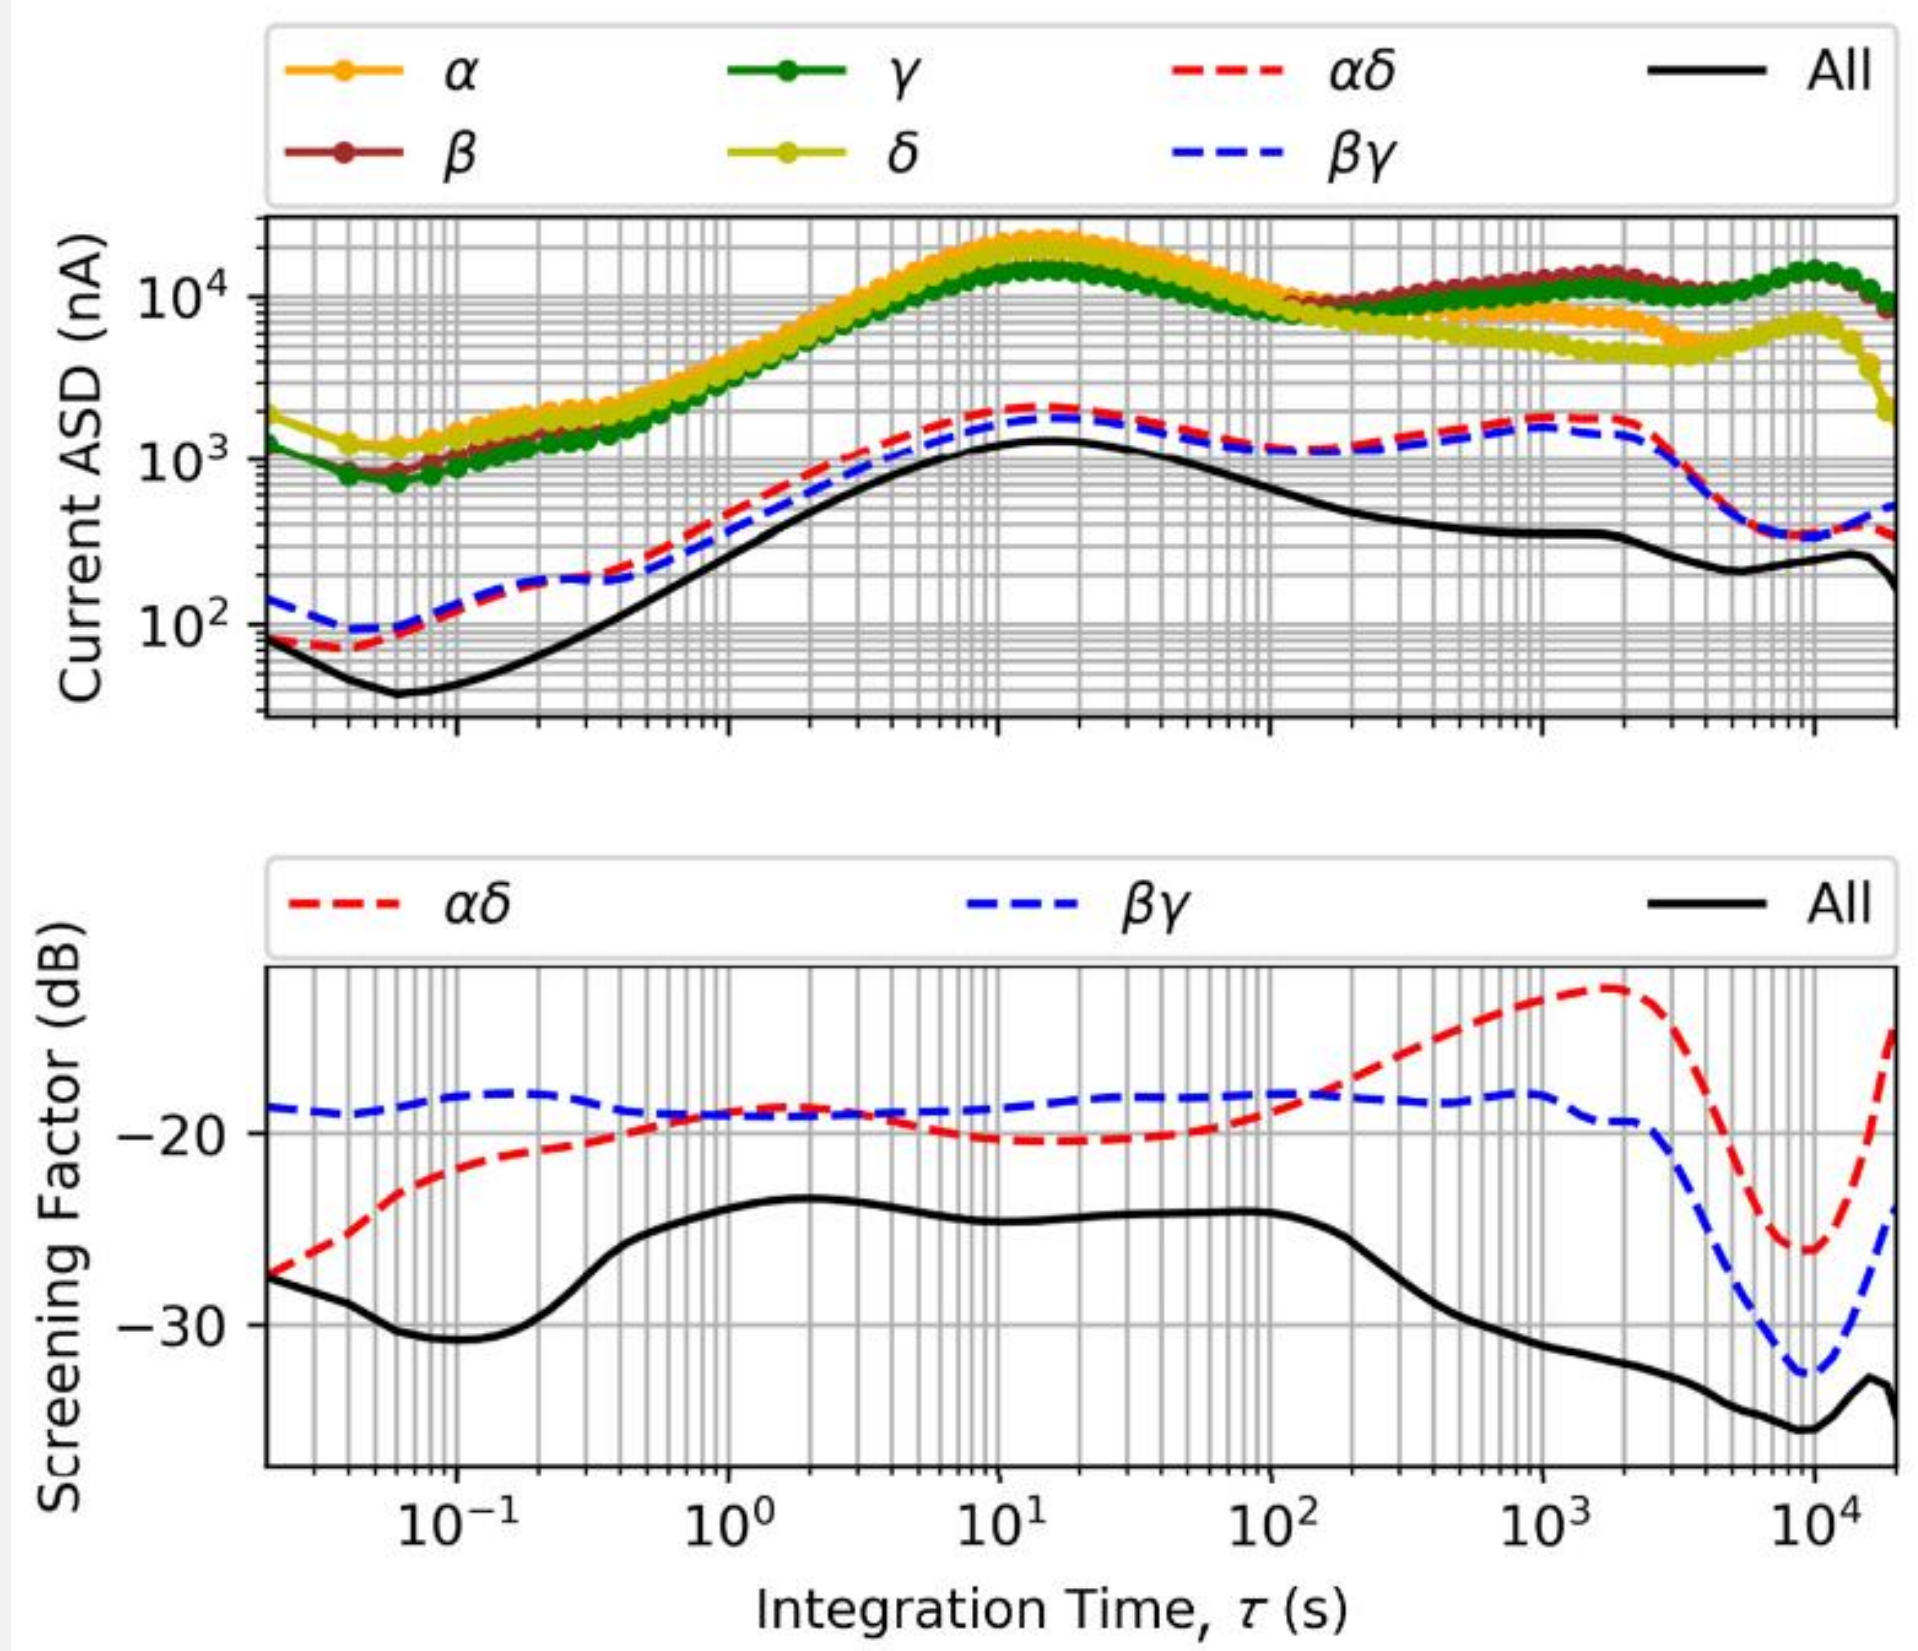 α γ αδ All
β δ βγ
Current ASD (nA)
10⁴
10³
10²
αδ βγ All
Screening Factor (dB)
−20
−30
10⁻¹ 10⁰ 10¹ 10² 10³ 10⁴
Integration Time, τ (s)